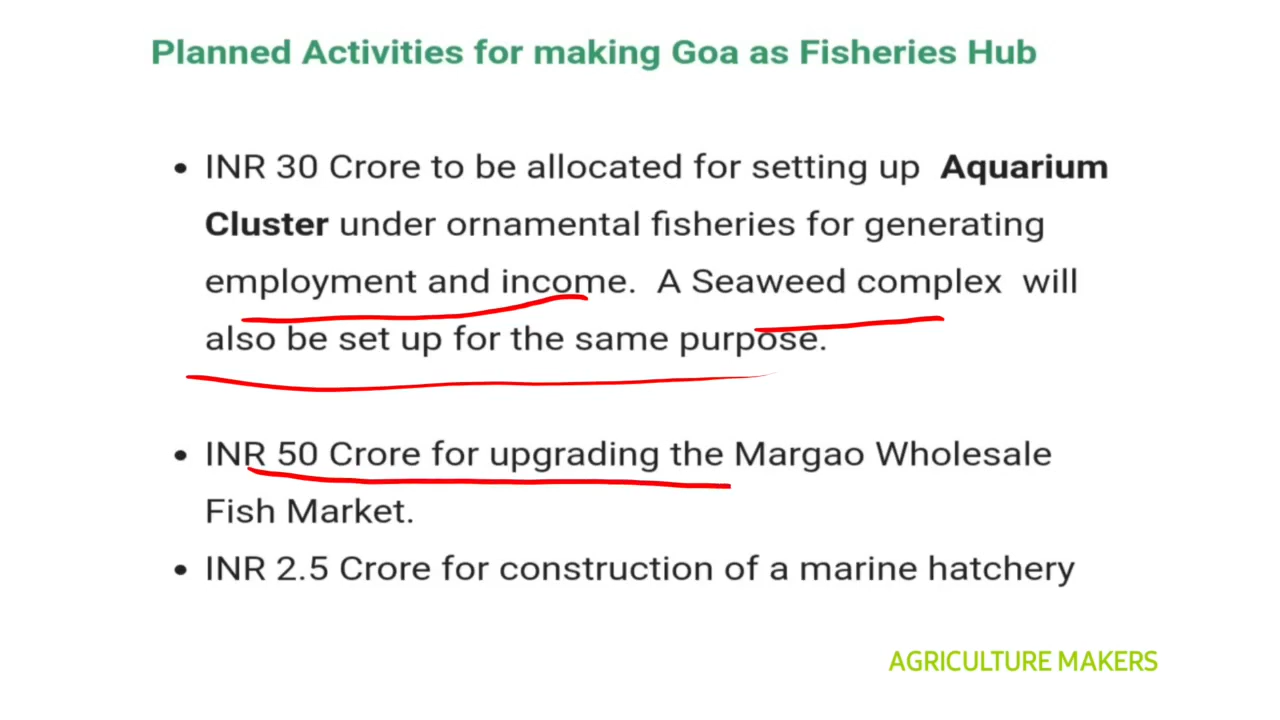 Planned Activities for making Goa as Fisheries Hub
• INR 30 Crore to be allocated for setting up Aquarium
Cluster under ornamental fisheries for generating
employment and income. A Seaweed complex will
also be set up for the same purpose.
• INR 50 Crore for upgrading the Margao Wholesale
Fish Market.
• INR 2.5 Crore for construction of a marine hatchery
AGRICULTURE MAKERS